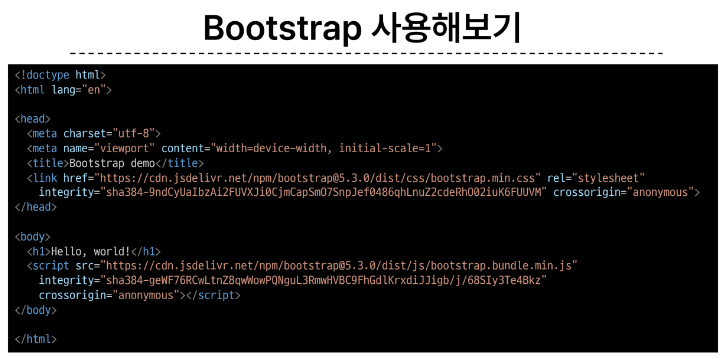 Bootstrap 사용해보기
<!doctype html>
<html lang="en">
<head>
<meta charset="utf-8">
<meta name="viewport" content="width=device-width, initial-scale=1">
<title>Bootstrap demo</title>
<link href="https://cdn.jsdelivr.net/npm/bootstrap@5.3.0/dist/css/bootstrap.min.css" rel="stylesheet"
integrity="sha384-9ndCyUaIbzAi2FUVXJi0CjmCapSmO7SnpJef0486qhLnuZ2cdeRhO02iuK6FUUVM" crossorigin="anonymous">
</head>
<body>
<h1>Hello, world!</h1>
<script src="https://cdn.jsdelivr.net/npm/bootstrap@5.3.0/dist/js/bootstrap.bundle.min.js"
integrity="sha384-geWF76RCwLtnZ8qwWowPQNguL3RmwHVBC9FhGdlKrxdiJJigb/j/68SIy3Te4Bkz"
crossorigin="anonymous"></script>
</body>
</html>